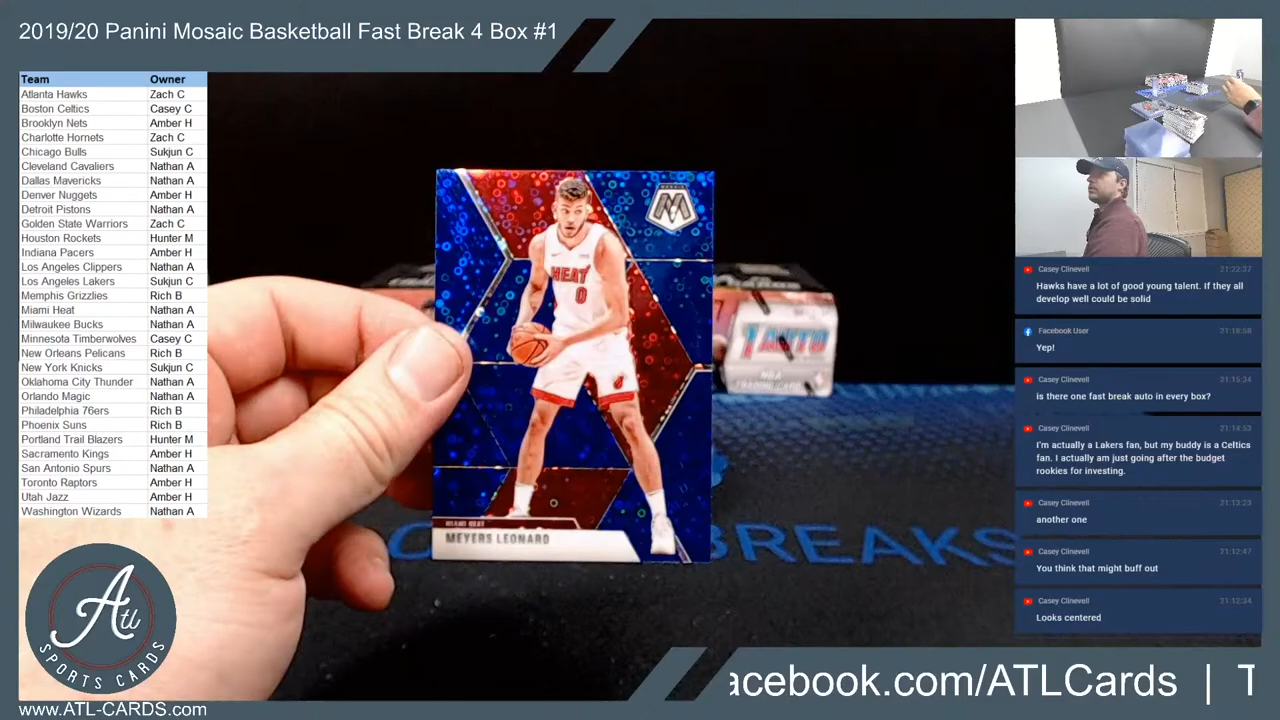 2019/20 Panini Mosaic Basketball Fast Break 4 Box #1
Team Owner
Atlanta Hawks Zach C
Boston Celtics Casey C
Brooklyn Nets Amber H
Charlotte Hornets Zach C
Chicago Bulls Sukjun C
Cleveland Cavaliers Nathan A
Dallas Mavericks Nathan A
Denver Nuggets Amber H
Detroit Pistons Nathan A
Golden State Warriors Zach C
Houston Rockets Hunter M
Indiana Pacers Amber H
Los Angeles Clippers Nathan A
Los Angeles Lakers Sukjun C
Memphis Grizzlies Rich B
Miami Heat Nathan A
Milwaukee Bucks Nathan A
Minnesota Timberwolves Casey C
New Orleans Pelicans Rich B
New York Knicks Sukjun C
Oklahoma City Thunder Nathan A
Orlando Magic Nathan A
Philadelphia 76ers Rich B
Phoenix Suns Rich B
Portland Trail Blazers Hunter M
Sacramento Kings Amber H
San Antonio Spurs Nathan A
Toronto Raptors Amber H
Utah Jazz Amber H
Washington Wizards Nathan A
Atl
SPORTS CARDS
www.ATL-CARDS.com
HEAT
0
MIAMI HEAT
MEYERS LEONARD
BREAKS
Casey Clinevell 21:22:37
Hawks have a lot of good young talent. If they all
develop well could be solid
Facebook User 21:18:58
Yep!
Casey Clinevell 21:15:34
is there one fast break auto in every box?
Casey Clinevell 21:14:53
I'm actually a Lakers fan, but my buddy is a Celtics
fan. I actually am just going after the budget
rookies for investing.
Casey Clinevell 21:13:23
another one
Casey Clinevell 21:12:47
You think that might buff out
Casey Clinevell 21:12:34
Looks centered
acebook.com/ATLCards | T